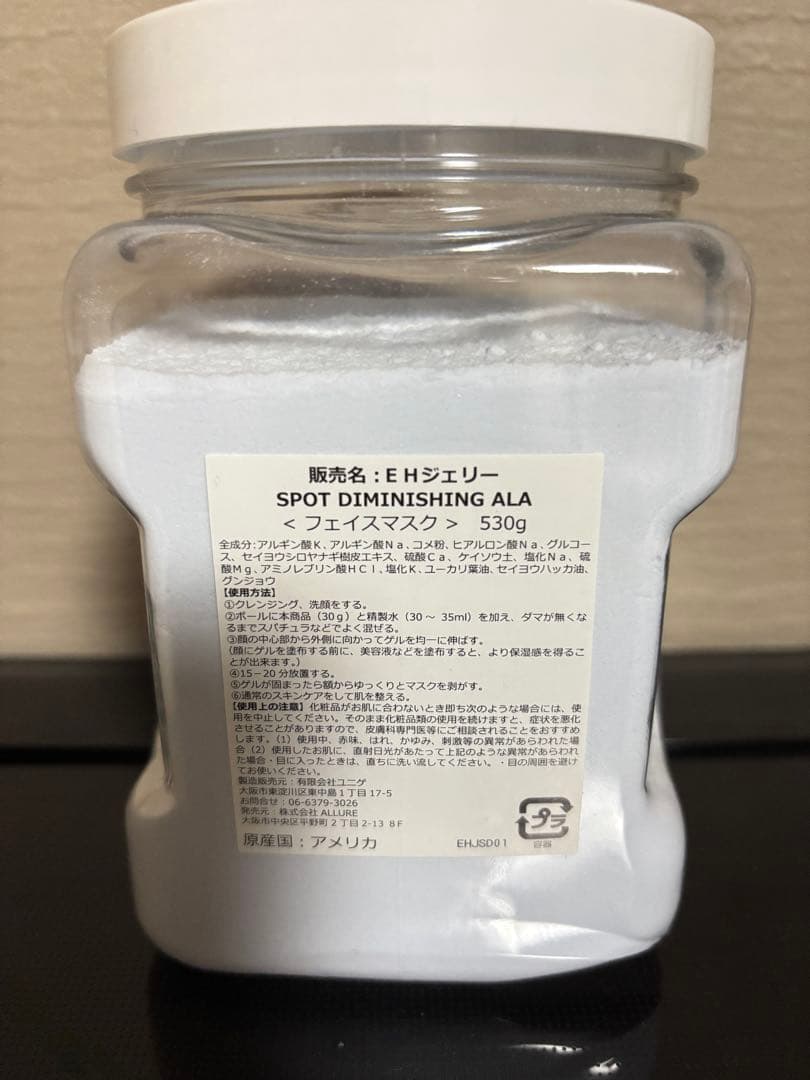 販売名：ＥＨジェリー
SPOT DIMINISHING ALA
＜フェイスマスク＞　530g
全成分:アルギン酸Ｋ、アルギン酸Ｎａ、コメ粉、ヒアルロン酸Ｎａ、グルコー
ス、セイヨウシロヤナギ樹皮エキス、硫酸Ｃａ、ケイソウ土、塩化Ｎａ、硫
酸Ｍｇ、アミノレブリン酸ＨＣｌ、塩化Ｋ、ユーカリ葉油、セイヨウハッカ油、
グンジョウ
【使用方法】
①クレンジング、洗顔をする。
②ボールに本商品（30ｇ）と精製水（30 ～ 35ml）を加え、ダマが無くな
るまでスパチュラなどでよく混ぜる。
③顔の中心部から外側に向かってゲルを均一に伸ばす。
（顔にゲルを塗布する前に、美容液などを塗布すると、より保湿感を得るこ
とが出来ます。）
④15－20 分放置する。
⑤ゲルが固まったら額からゆっくりとマスクを剥がす。
⑥通常のスキンケアをして肌を整える。
【使用上の注意】化粧品がお肌に合わないとき即ち次のような場合には、使
用を中止してください。そのまま化粧品類の使用を続けますと、症状を悪化
させることがありますので、皮膚科専門医等にご相談されることをおすすめ
します。（1）使用中、赤味、はれ、かゆみ、刺激等の異常があらわれた場
合（2）使用したお肌に、直射日光があたって上記のような異常があらわれ
た場合・目に入ったときは、直ちに洗い流してください。・目の周囲を避け
てお使いください。
製造販売元：有限会社ユニゲ
大阪市東淀川区東中島１丁目 17-5
お問合せ：06-6379-3026
発売元：株式会社 ALLURE
大阪市中央区平野町２丁目 2-13 ８Ｆ
原産国：アメリカ
EHJSD01
プラ
容器